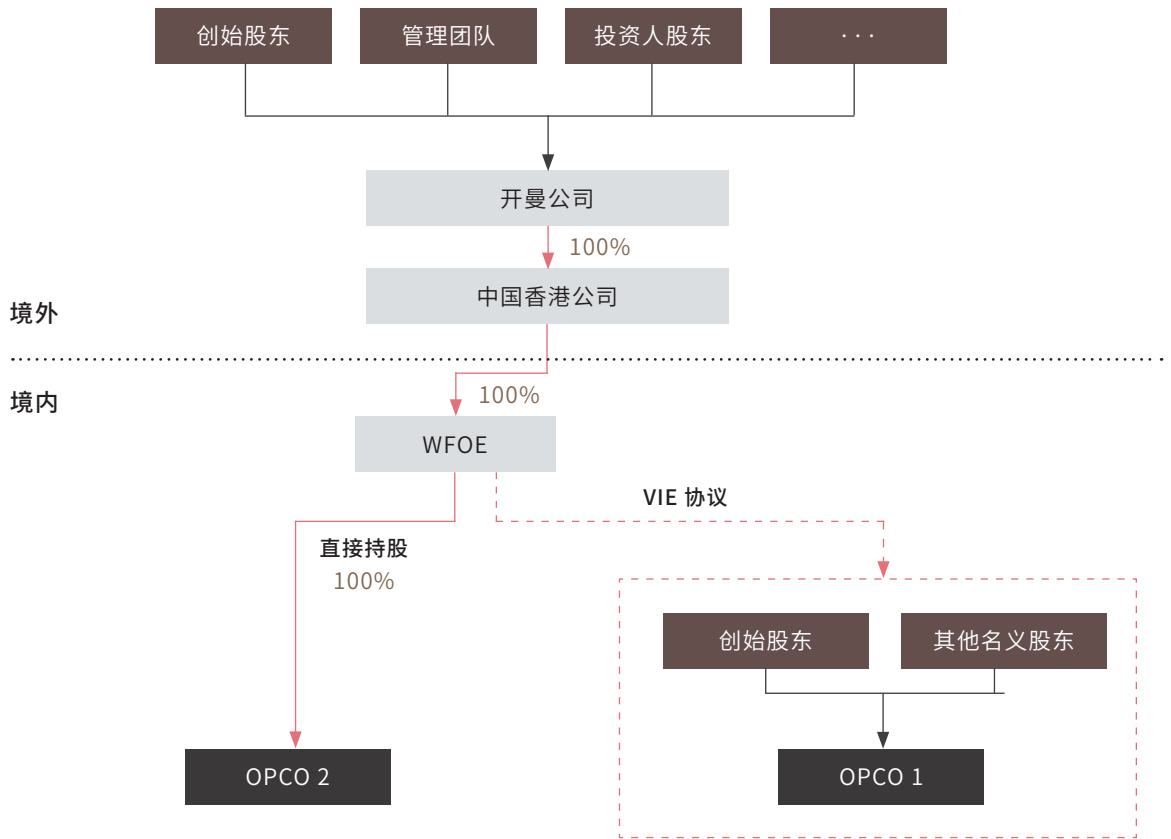 创始股东
管理团队
投资人股东
···
开曼公司
100%
中国香港公司
境外
境内
100%
WFOE
VIE 协议
直接持股
100%
创始股东
其他名义股东
OPCO 2
OPCO 1